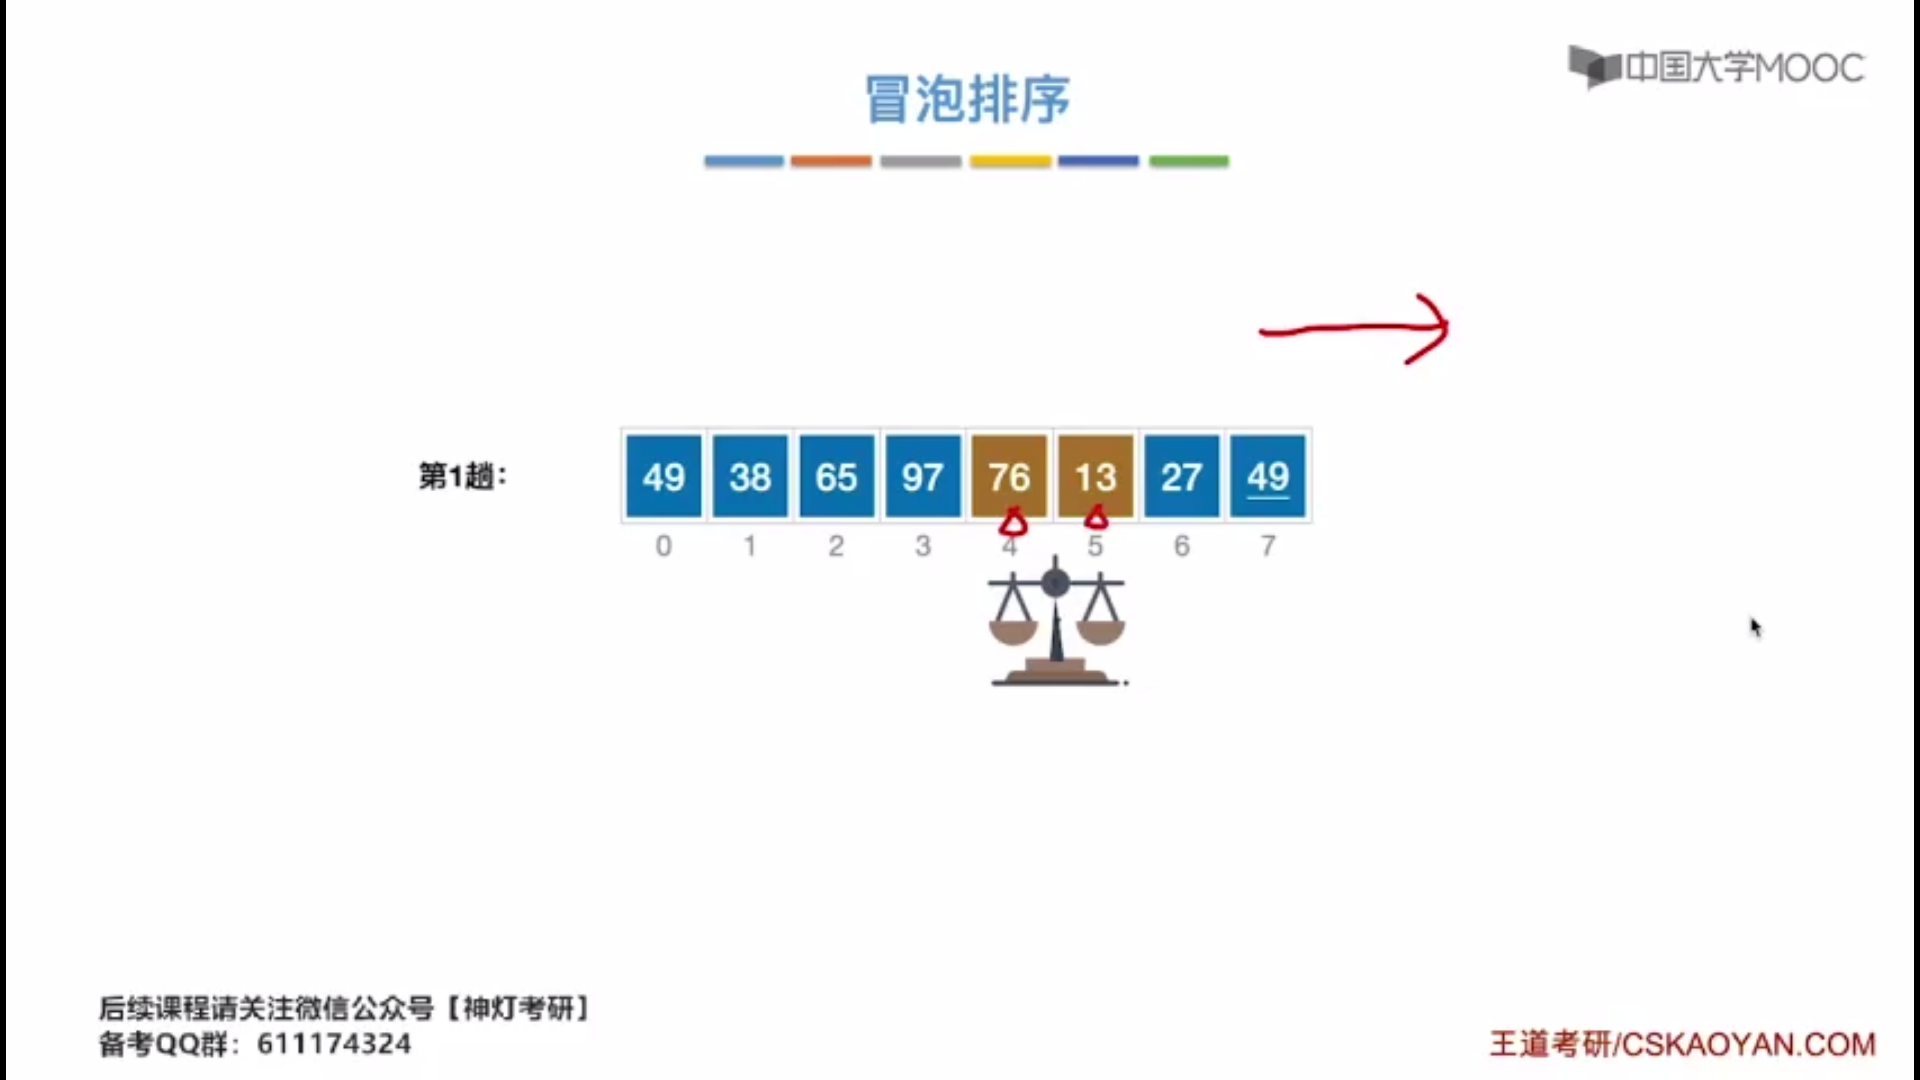 中国大学MOOC
冒泡排序
第1趟： 49 38 65 97 76 13 27 49
0 1 2 3 4 5 6 7
后续课程请关注微信公众号【神灯考研】
备考QQ群：611174324
王道考研/CSKAOYAN.COM